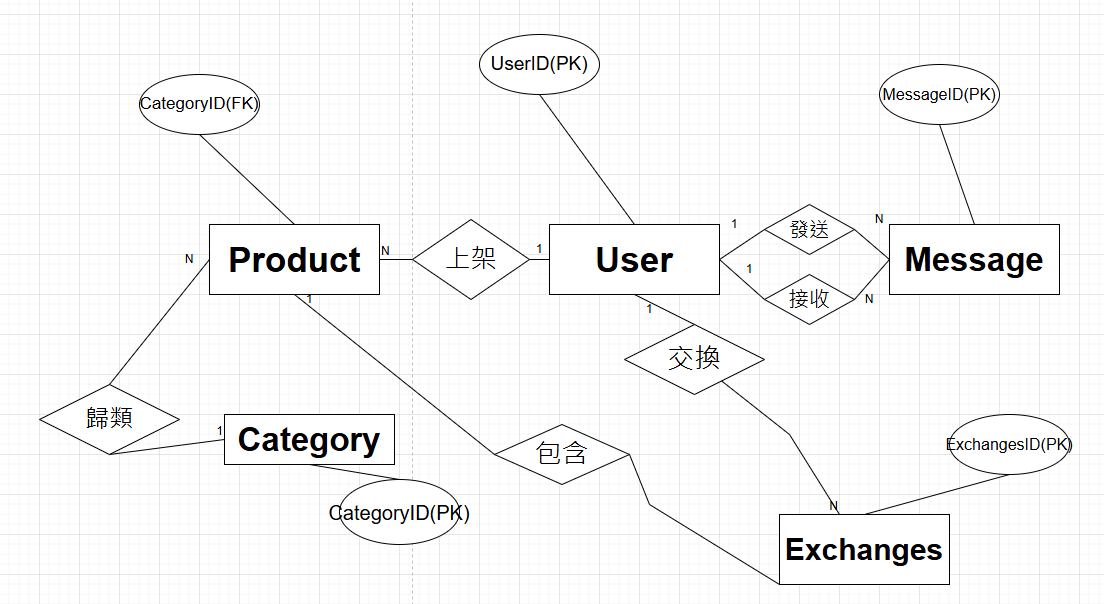 UserID(PK)
CategoryID(FK)
MessageID(PK)
1
N
發送
N
Product
N
上架
1
User
1
接收
N
Message
1
1
交換
歸類
1
Category
包含
ExchangesID(PK)
CategoryID(PK)
N
Exchanges